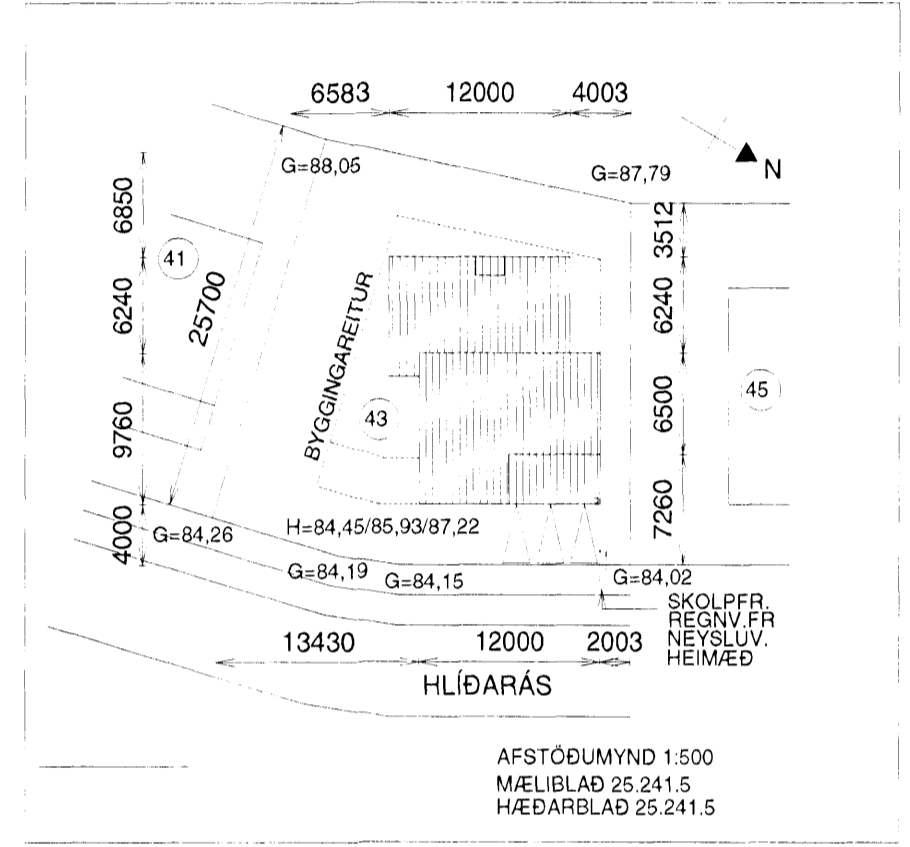 6583 12000 4003
G=88,05
G=87,79
N
6850
3512
41
25700
6240
6240
BYGGINGAREITUR
9760
6500
45
43
4000
7260
G=84,26
H=84,45/85,93/87,22
G=84,19
G=84,15
G=84,02
SKOLPFR.
REGNV.FR
NEYSLUV.
HEIMÆÐ
13430 12000 2003
HLÍÐARÁS
AFSTÖÐUMYND 1:500
MÆLIBLAÐ 25.241.5
HÆÐARBLAÐ 25.241.5